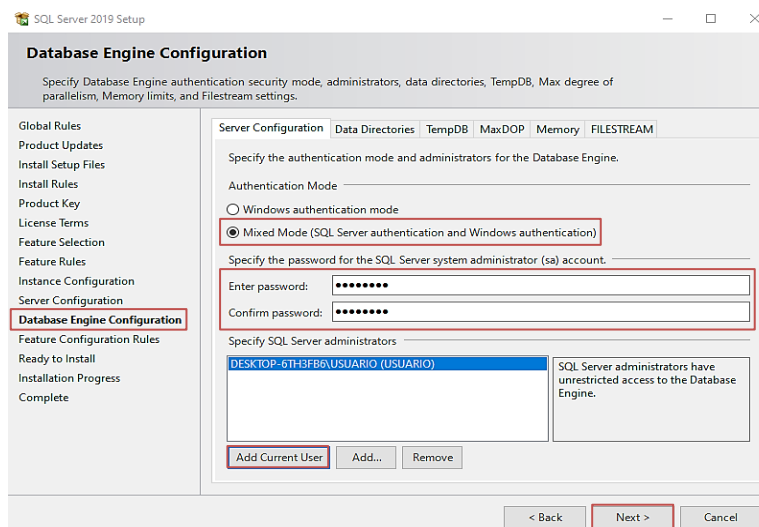 SQL Server 2019 Setup
Database Engine Configuration
Specify Database Engine authentication security mode, administrators, data directories, TempDB, Max degree of
parallelism, Memory limits, and Filestream settings.
Global Rules
Product Updates
Install Setup Files
Install Rules
Product Key
License Terms
Feature Selection
Feature Rules
Instance Configuration
Server Configuration
Database Engine Configuration
Feature Configuration Rules
Ready to Install
Installation Progress
Complete
Server Configuration Data Directories TempDB MaxDOP Memory FILESTREAM
Specify the authentication mode and administrators for the Database Engine.
Authentication Mode
Windows authentication mode
Mixed Mode (SQL Server authentication and Windows authentication)
Specify the password for the SQL Server system administrator (sa) account.
Enter password: ●●●●●●●●
Confirm password: ●●●●●●●●
Specify SQL Server administrators
DESKTOP-6TH3FB6\USUARIO (USUARIO)
SQL Server administrators have
unrestricted access to the Database
Engine.
Add Current User Add... Remove
< Back Next > Cancel